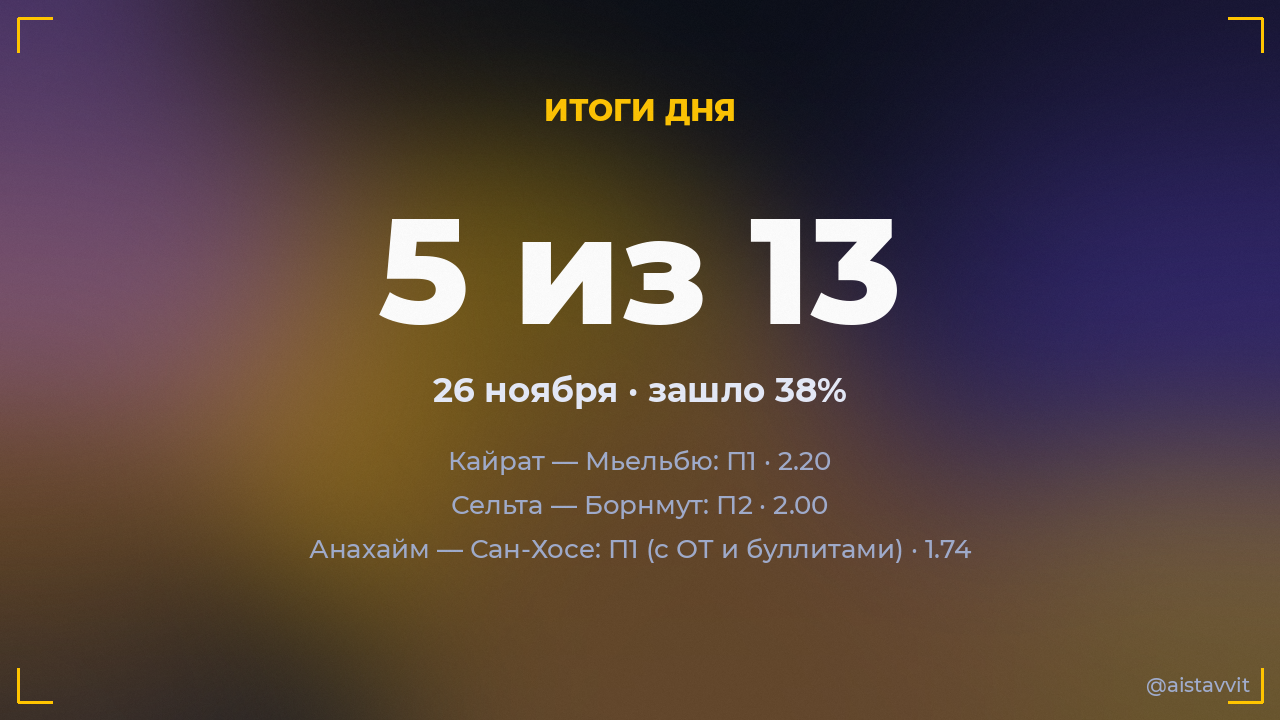 ИТОГИ ДНЯ
5 из 13
26 ноября · зашло 38%
Кайрат — Мьельбю: П1 · 2.20
Сельта — Борнмут: П2 · 2.00
Анахайм — Сан-Хосе: П1 (с ОТ и буллитами) · 1.74
@aistavvit